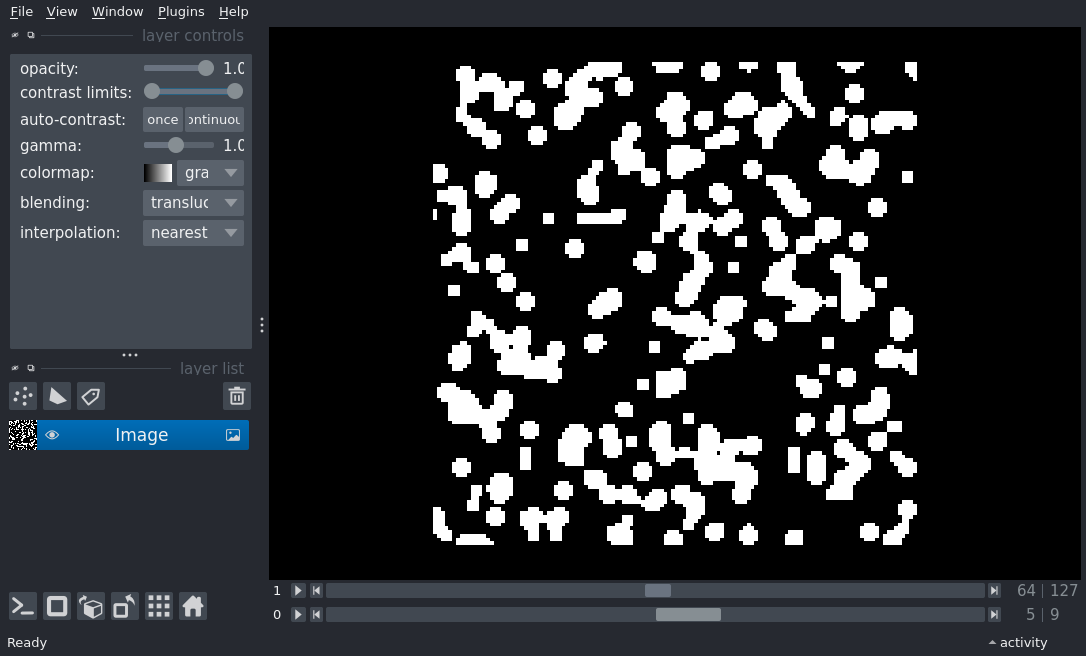 File View Window Plugins Help
layer controls
opacity: 1.0
contrast limits:
auto-contrast: once ontinuou
gamma: 1.0
colormap: gra
blending: transluc
interpolation: nearest
layer list
Image
1 64 | 127
0 5 | 9
Ready activity